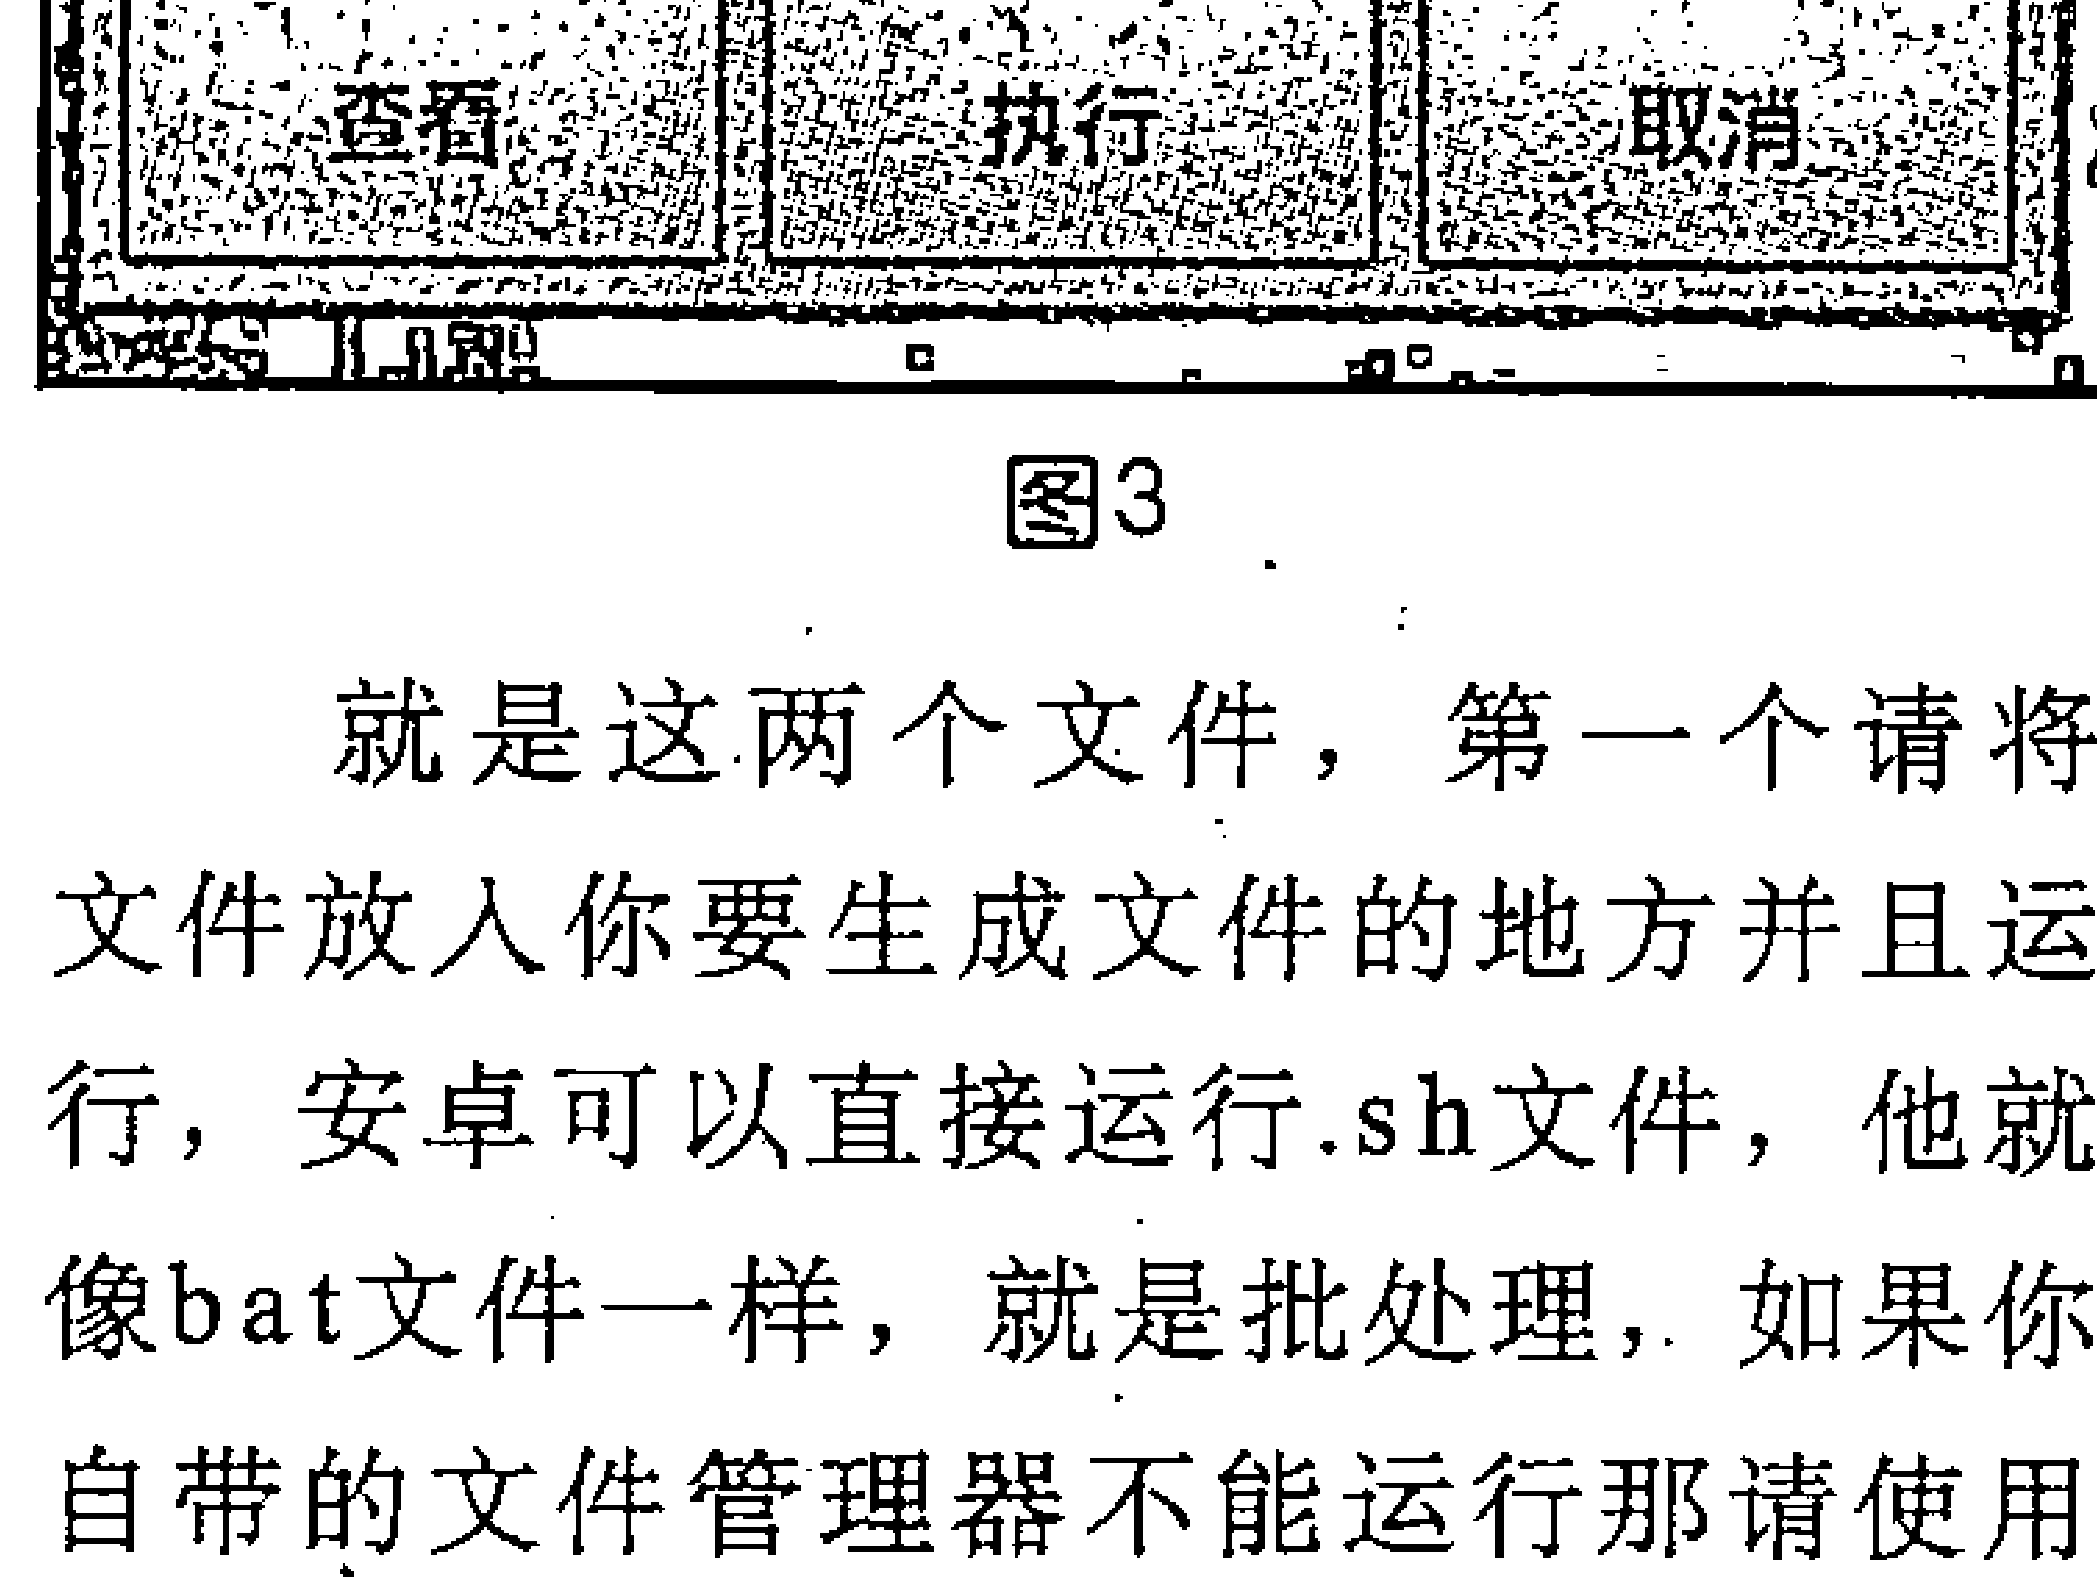 查看 执行 取消
图3
就是这两个文件，第一个请将
文件放入你要生成文件的地方并且运
行，安卓可以直接运行.sh文件，他就
像bat文件一样，就是批处理，如果你
自带的文件管理器不能运行那请使用